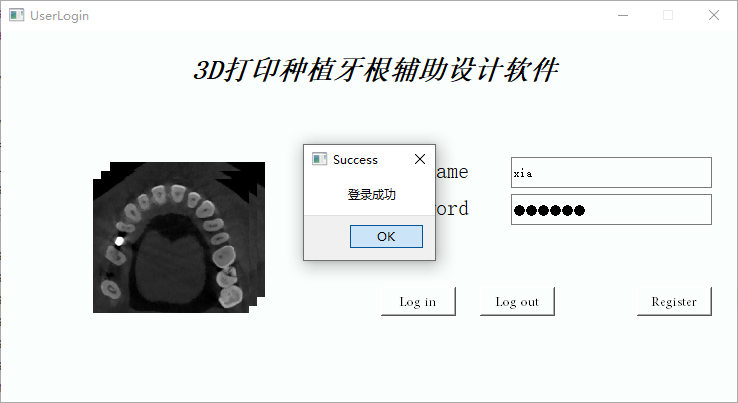 UserLogin
3D打印种植牙根辅助设计软件
Success
登录成功
OK
ame
xia
ord
Log in
Log out
Register